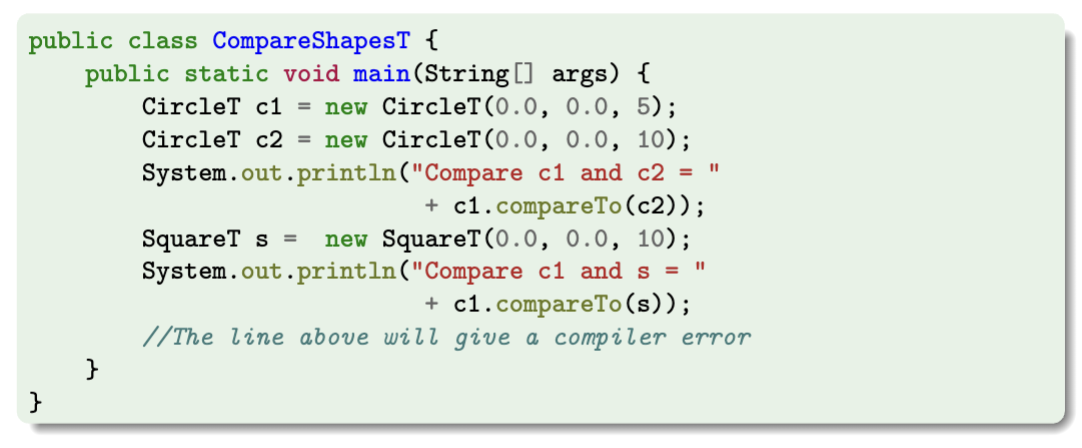 public class CompareShapesT {
    public static void main(String[] args) {
        CircleT c1 = new CircleT(0.0, 0.0, 5);
        CircleT c2 = new CircleT(0.0, 0.0, 10);
        System.out.println("Compare c1 and c2 = "
                            + c1.compareTo(c2));
        SquareT s =  new SquareT(0.0, 0.0, 10);
        System.out.println("Compare c1 and s = "
                            + c1.compareTo(s));
        //The line above will give a compiler error
    }
}